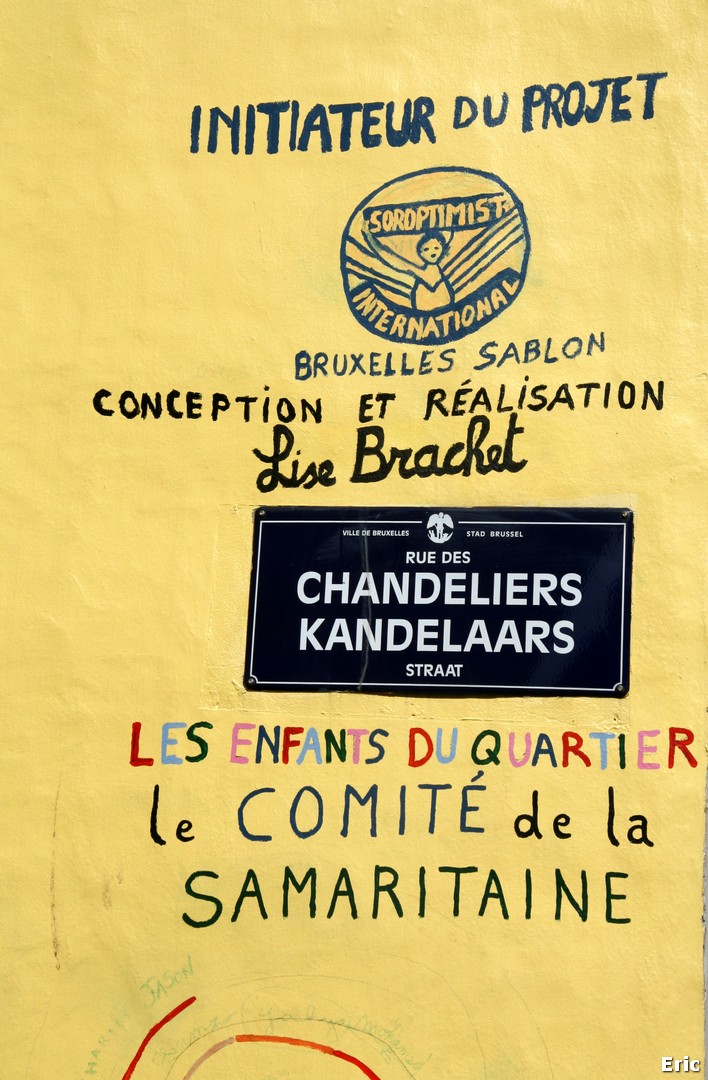 INITIATEUR DU PROJET
SOROPTIMIST
INTERNATIONAL
BRUXELLES SABLON
CONCEPTION ET RÉALISATION
Lise Brachet
VILLE DE BRUXELLES STAD BRUSSEL
RUE DES
CHANDELIERS
KANDELAARS
STRAAT
LES ENFANTS DU QUARTIER
le COMITÉ de la
SAMARITAINE
JASON
Eric